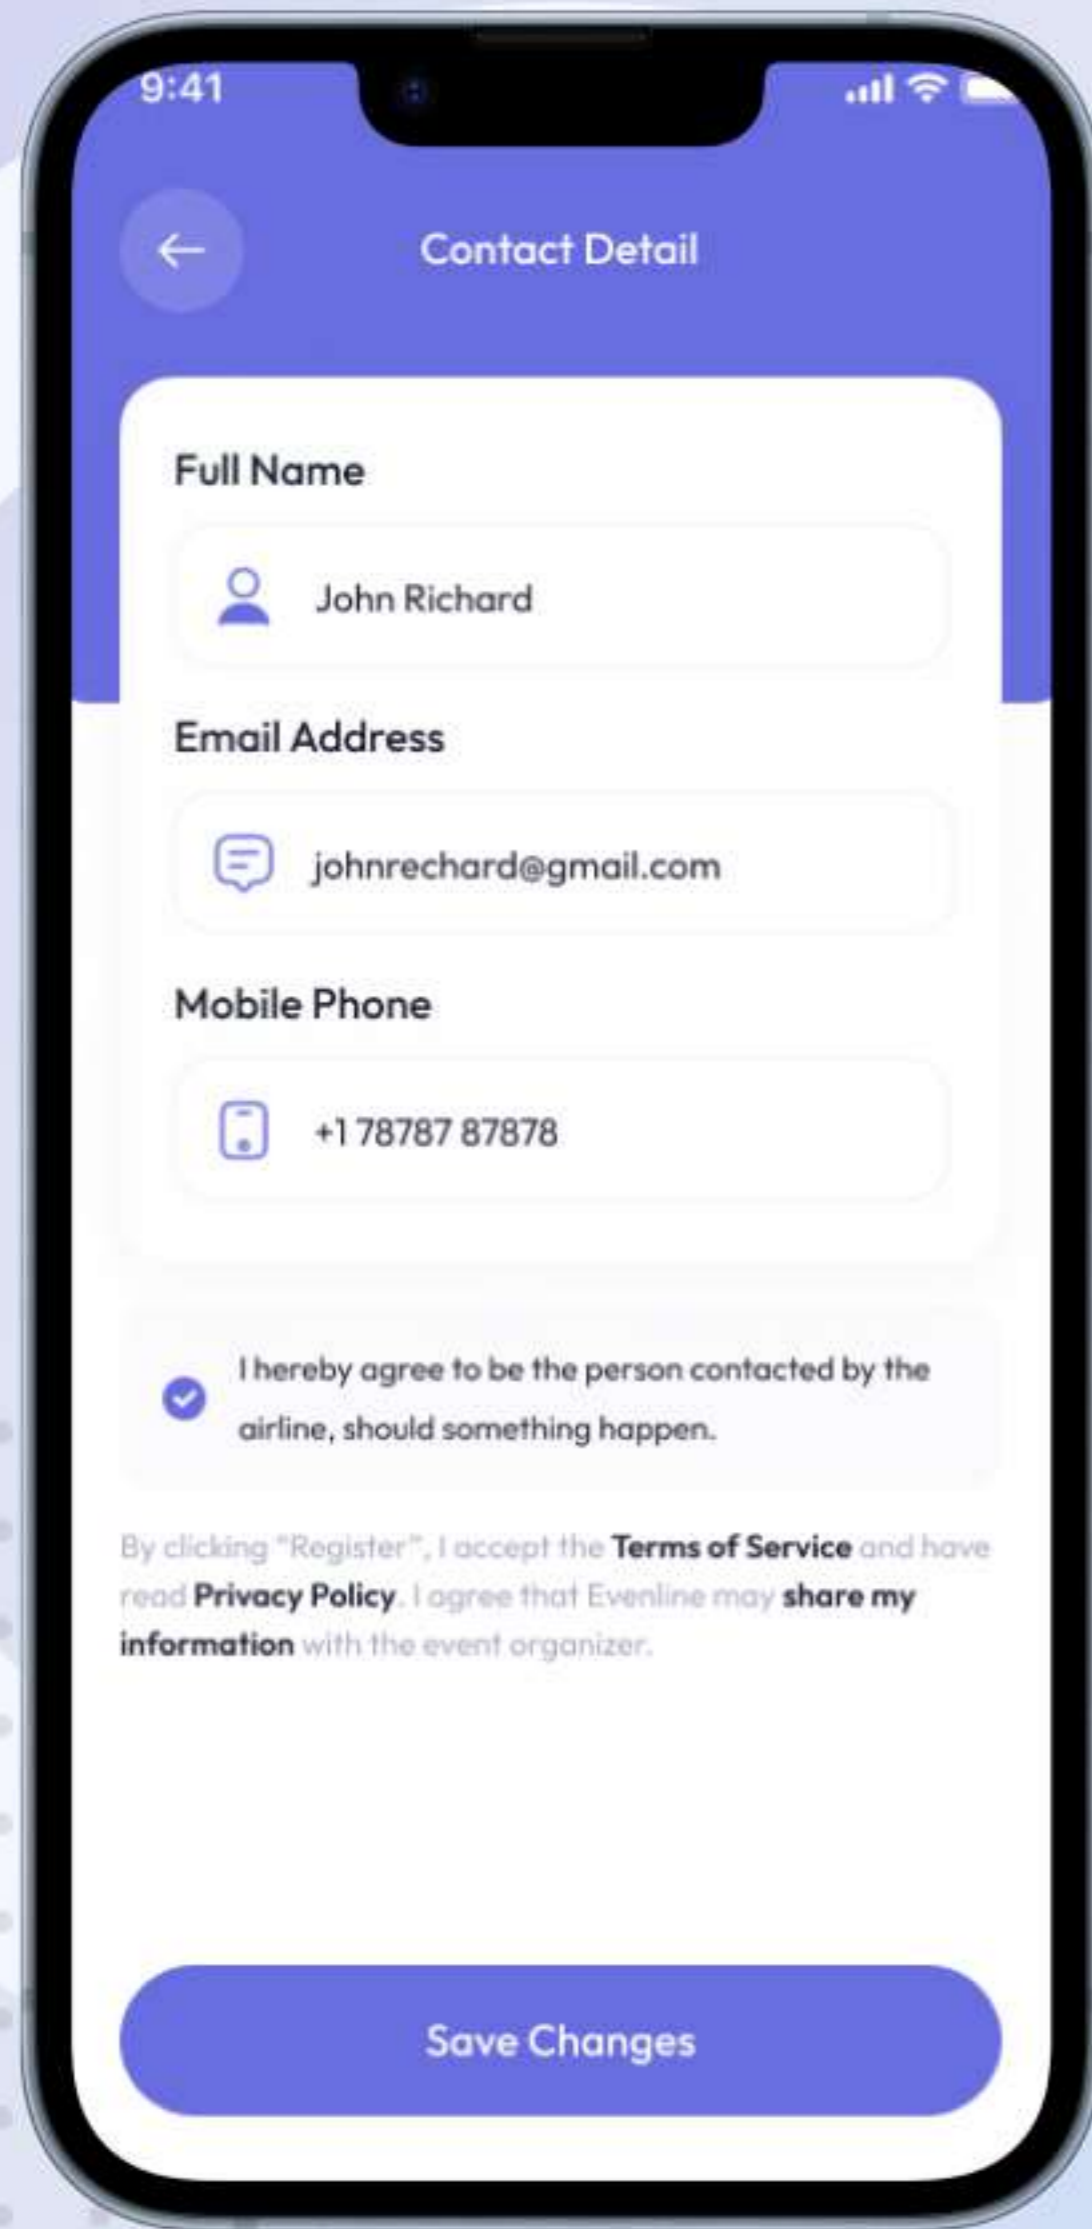 9:41
Contact Detail
Full Name
John Richard
Email Address
johnrechard@gmail.com
Mobile Phone
+1 78787 87878
I hereby agree to be the person contacted by the
airline, should something happen.
By clicking "Register", I accept the Terms of Service and have
read Privacy Policy. I agree that Evenline may share my
information with the event organizer.
Save Changes